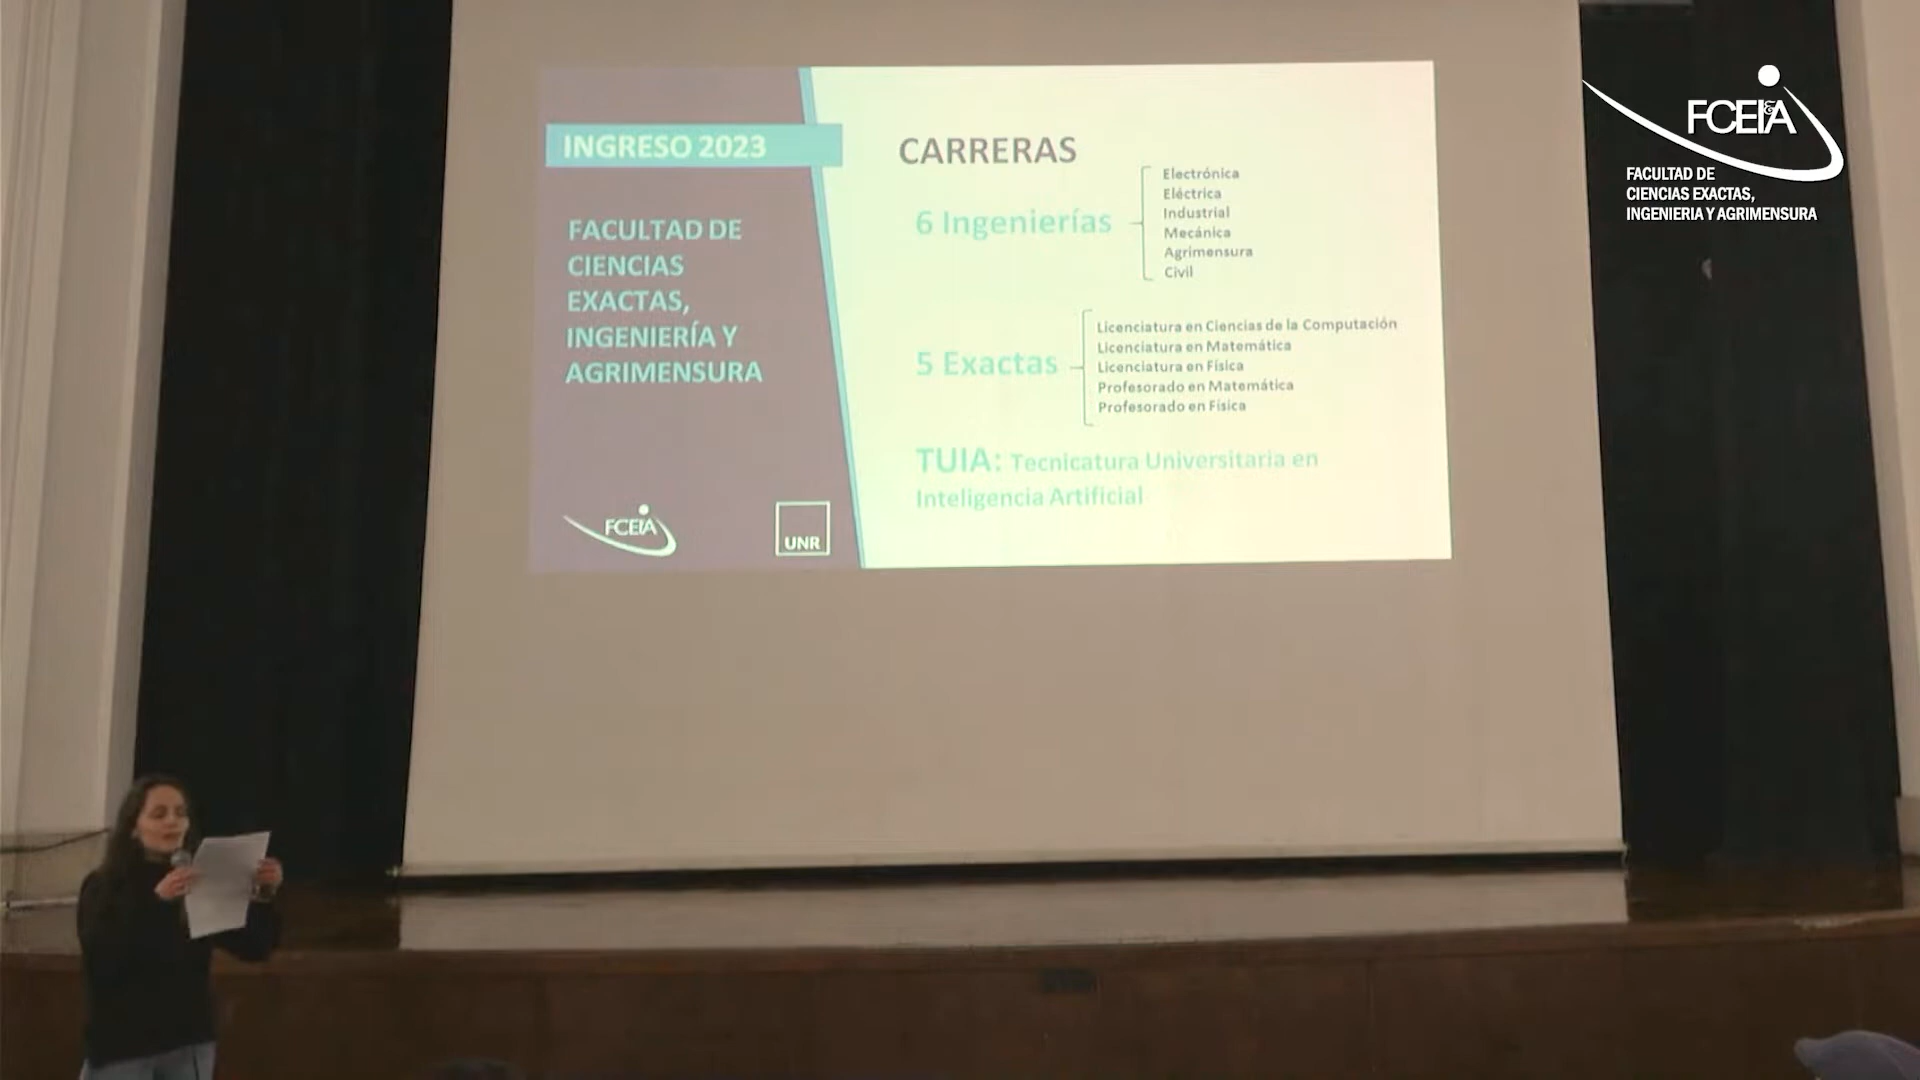 INGRESO 2023
FACULTAD DE
CIENCIAS
EXACTAS,
INGENIERÍA Y
AGRIMENSURA
FCEIA
UNR
CARRERAS
6 Ingenierías
Electrónica
Eléctrica
Industrial
Mecánica
Agrimensura
Civil
5 Exactas
Licenciatura en Ciencias de la Computación
Licenciatura en Matemática
Licenciatura en Física
Profesorado en Matemática
Profesorado en Física
TUIA: Tecnicatura Universitaria en
Inteligencia Artificial
FCEI&A
FACULTAD DE
CIENCIAS EXACTAS,
INGENIERIA Y AGRIMENSURA